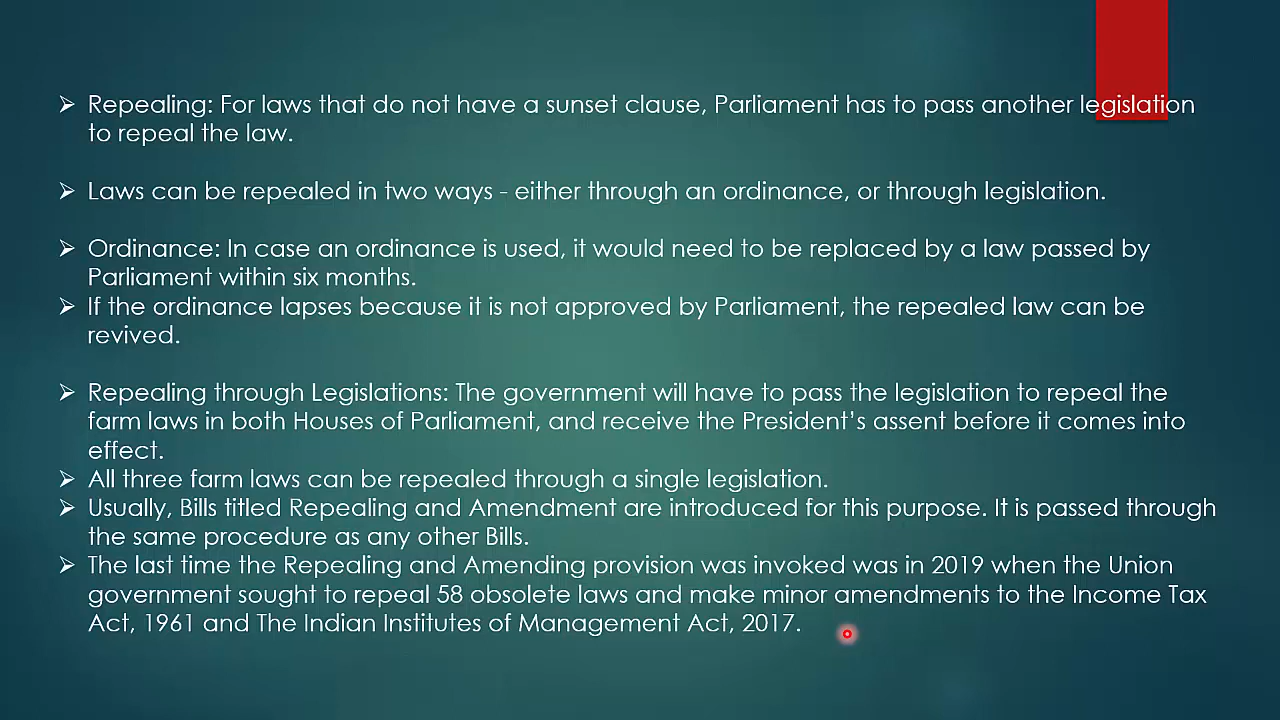 ➢ Repealing: For laws that do not have a sunset clause, Parliament has to pass another legislation
to repeal the law.
➢ Laws can be repealed in two ways - either through an ordinance, or through legislation.
➢ Ordinance: In case an ordinance is used, it would need to be replaced by a law passed by
Parliament within six months.
➢ If the ordinance lapses because it is not approved by Parliament, the repealed law can be
revived.
➢ Repealing through Legislations: The government will have to pass the legislation to repeal the
farm laws in both Houses of Parliament, and receive the President’s assent before it comes into
effect.
➢ All three farm laws can be repealed through a single legislation.
➢ Usually, Bills titled Repealing and Amendment are introduced for this purpose. It is passed through
the same procedure as any other Bills.
➢ The last time the Repealing and Amending provision was invoked was in 2019 when the Union
government sought to repeal 58 obsolete laws and make minor amendments to the Income Tax
Act, 1961 and The Indian Institutes of Management Act, 2017.